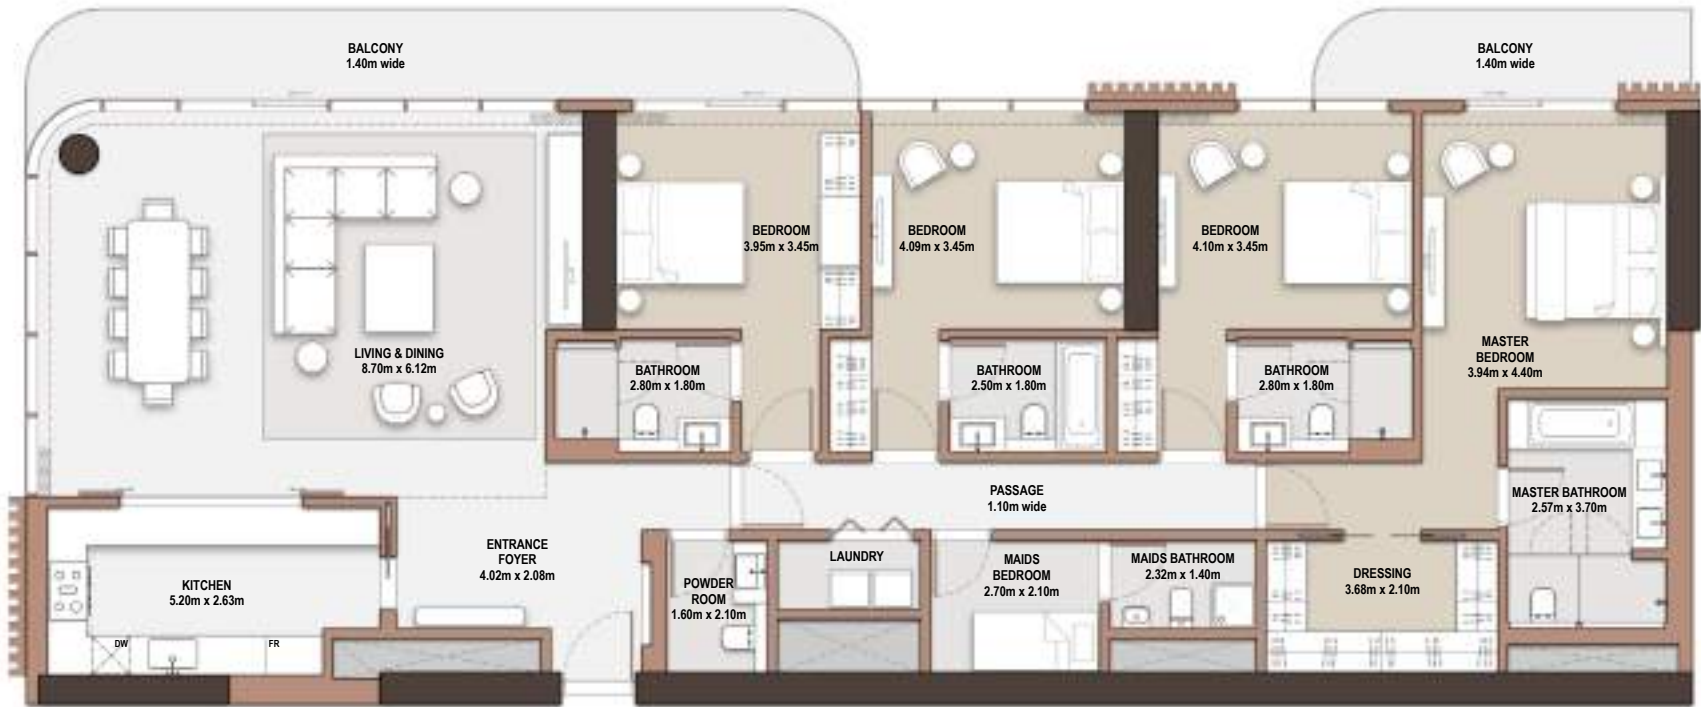 BALCONY
1.40m wide
BALCONY
1.40m wide
BEDROOM
3.95m x 3.45m
BEDROOM
4.09m x 3.45m
BEDROOM
4.10m x 3.45m
MASTER
BEDROOM
3.94m x 4.40m
LIVING & DINING
8.70m x 6.12m
BATHROOM
2.80m x 1.80m
BATHROOM
2.50m x 1.80m
BATHROOM
2.80m x 1.80m
PASSAGE
1.10m wide
MASTER BATHROOM
2.57m x 3.70m
ENTRANCE
FOYER
4.02m x 2.08m
KITCHEN
5.20m x 2.63m
POWDER
ROOM
1.60m x 2.10m
LAUNDRY
MAIDS
BEDROOM
2.70m x 2.10m
MAIDS BATHROOM
2.32m x 1.40m
DRESSING
3.68m x 2.10m
DW
FR